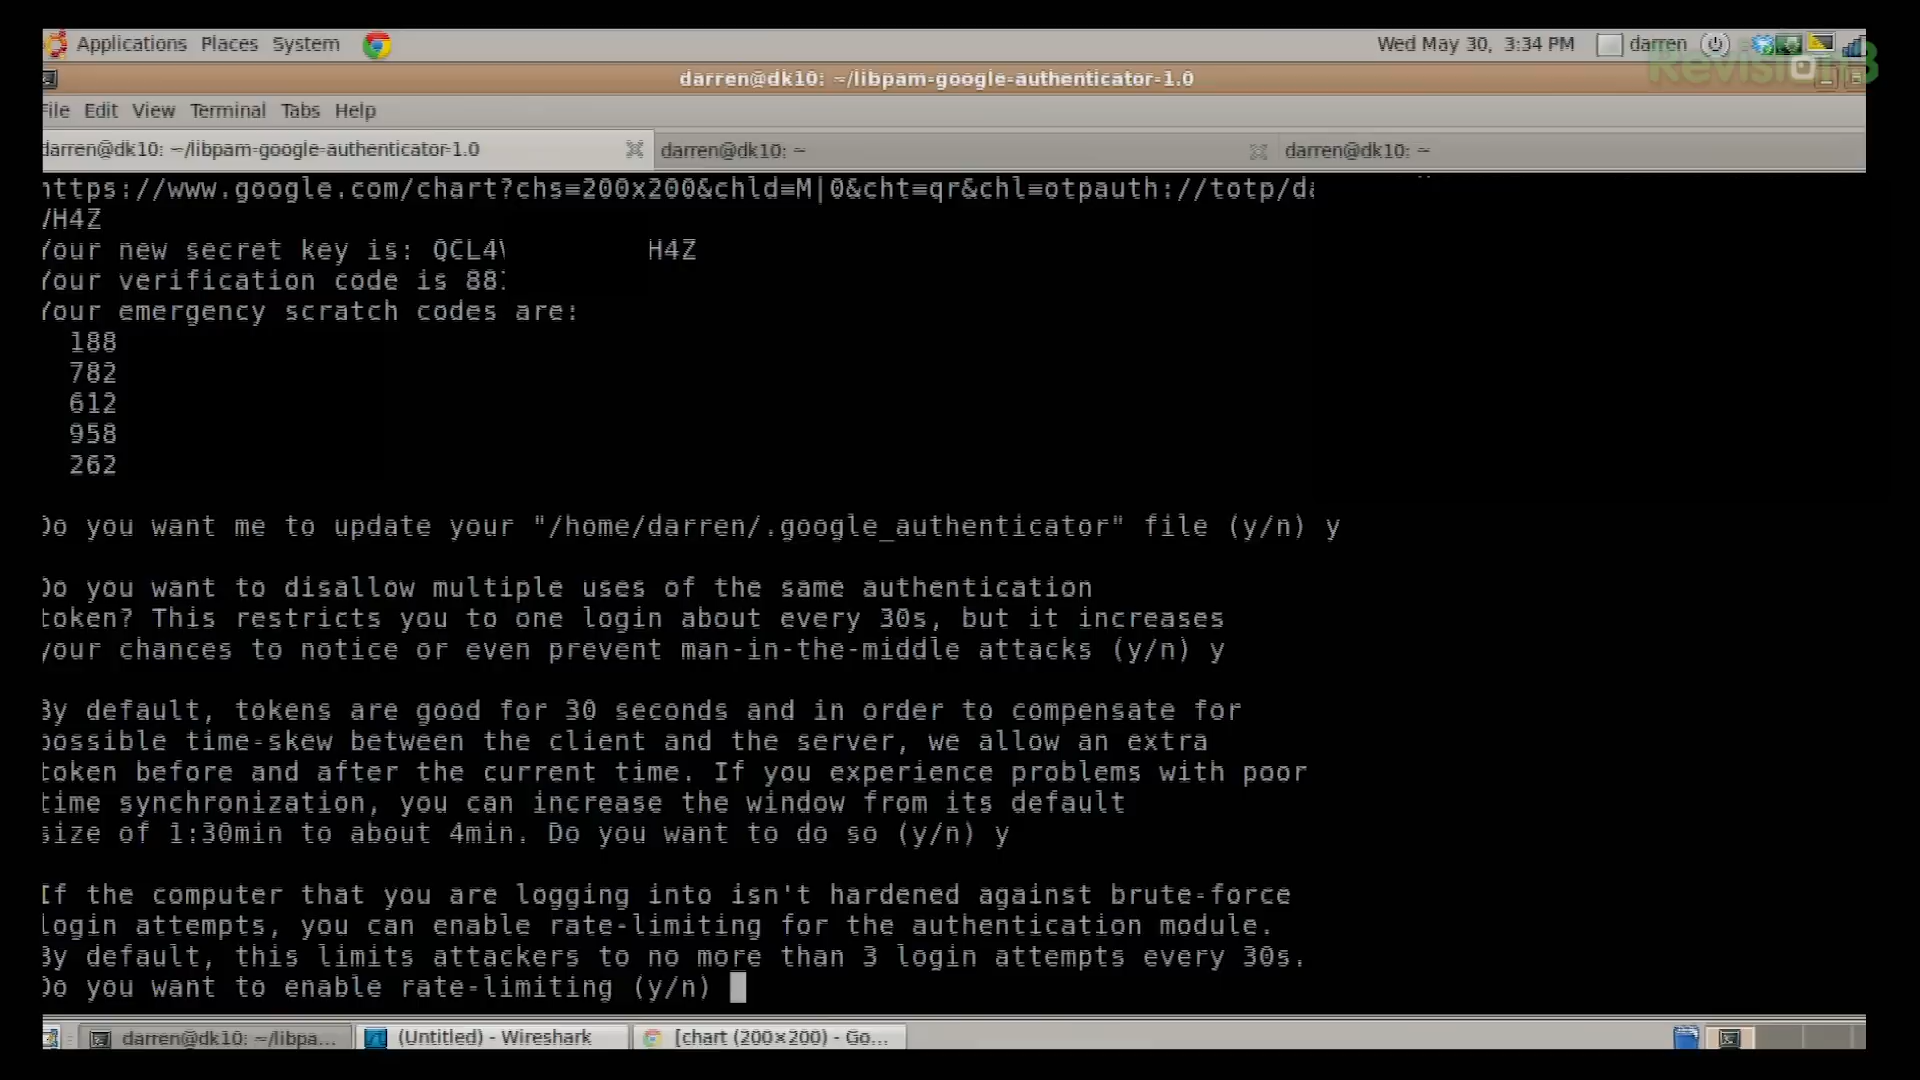 Applications Places System Wed May 30, 3:34 PM darren
Revision3
darren@dk10: ~/libpam-google-authenticator-1.0
File Edit View Terminal Tabs Help
darren@dk10: ~/libpam-google-authenticator-1.0 darren@dk10: ~ darren@dk10: ~
https://www.google.com/chart?chs=200x200&chld=M|0&cht=qr&chl=otpauth://totp/da
VH4Z
Your new secret key is: QCL4 H4Z
Your verification code is 88
Your emergency scratch codes are:
188
782
612
958
262
Do you want me to update your "/home/darren/.google_authenticator" file (y/n) y
Do you want to disallow multiple uses of the same authentication
token? This restricts you to one login about every 30s, but it increases
your chances to notice or even prevent man-in-the-middle attacks (y/n) y
By default, tokens are good for 30 seconds and in order to compensate for
possible time-skew between the client and the server, we allow an extra
token before and after the current time. If you experience problems with poor
time synchronization, you can increase the window from its default
size of 1:30min to about 4min. Do you want to do so (y/n) y
If the computer that you are logging into isn't hardened against brute-force
login attempts, you can enable rate-limiting for the authentication module.
By default, this limits attackers to no more than 3 login attempts every 30s.
Do you want to enable rate-limiting (y/n)
darren@dk10: ~/libpa... (Untitled) - Wireshark [chart (200×200) - Go...